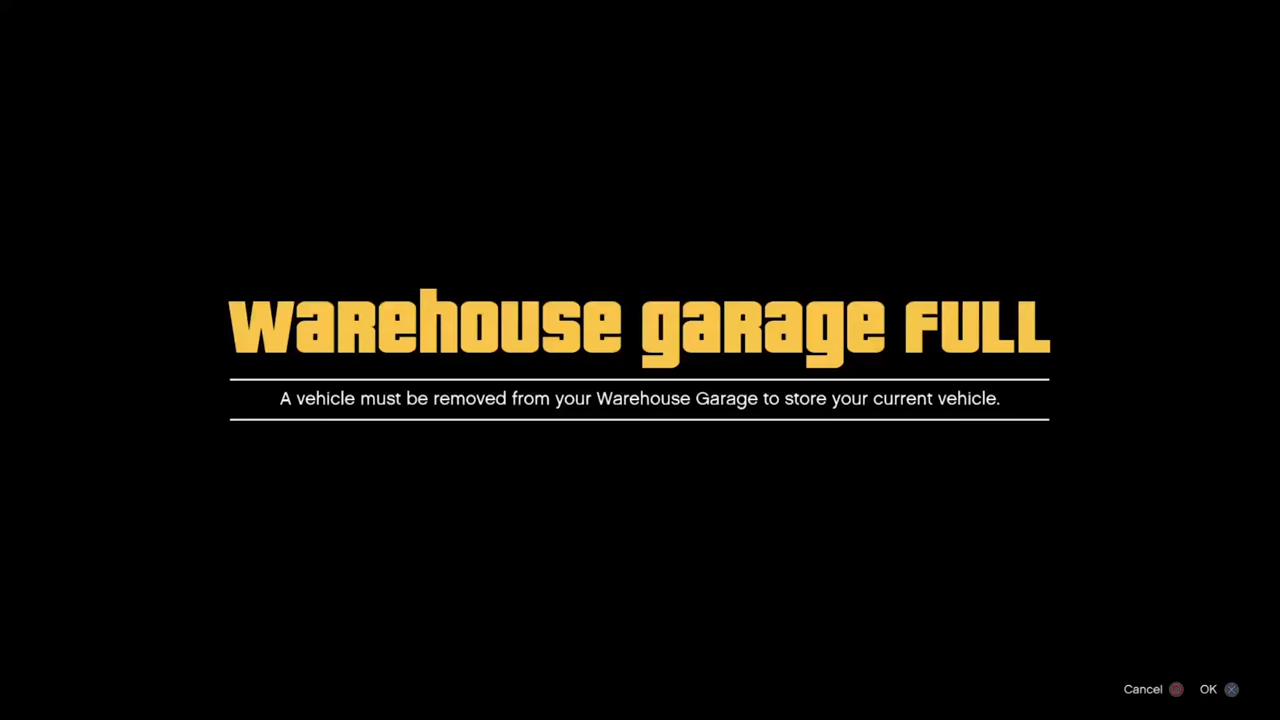 warehouse garage FULL
A vehicle must be removed from your Warehouse Garage to store your current vehicle.
Cancel OK